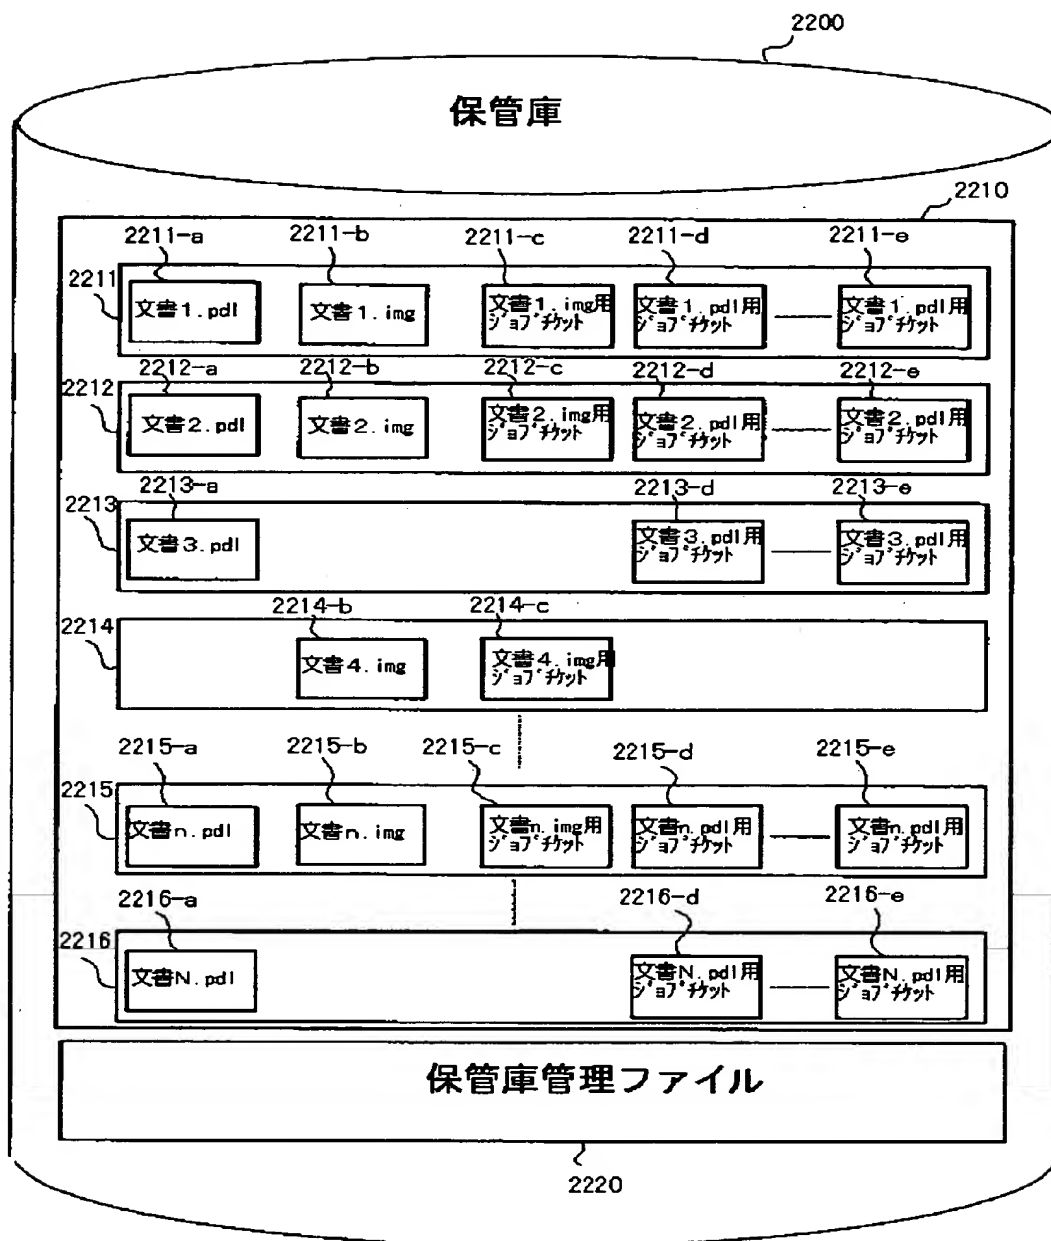 2200
保管庫
2210
2211-a
2211-b
2211-c
2211-d
2211-e
2211
文書1.pdl
文書1.img
文書1.img用
ジョブチケット
文書1.pdl用
ジョブチケット
文書1.pdl用
ジョブチケット
2212-a
2212-b
2212-c
2212-d
2212-e
2212
文書2.pdl
文書2.img
文書2.img用
ジョブチケット
文書2.pdl用
ジョブチケット
文書2.pdl用
ジョブチケット
2213-a
2213-d
2213-e
2213
文書3.pdl
文書3.pdl用
ジョブチケット
文書3.pdl用
ジョブチケット
2214-b
2214-c
2214
文書4.img
文書4.img用
ジョブチケット
2215-a
2215-b
2215-c
2215-d
2215-e
2215
文書n.pdl
文書n.img
文書n.img用
ジョブチケット
文書n.pdl用
ジョブチケット
文書n.pdl用
ジョブチケット
2216-a
2216-d
2216-e
2216
文書N.pdl
文書N.pdl用
ジョブチケット
文書N.pdl用
ジョブチケット
保管庫管理ファイル
2220